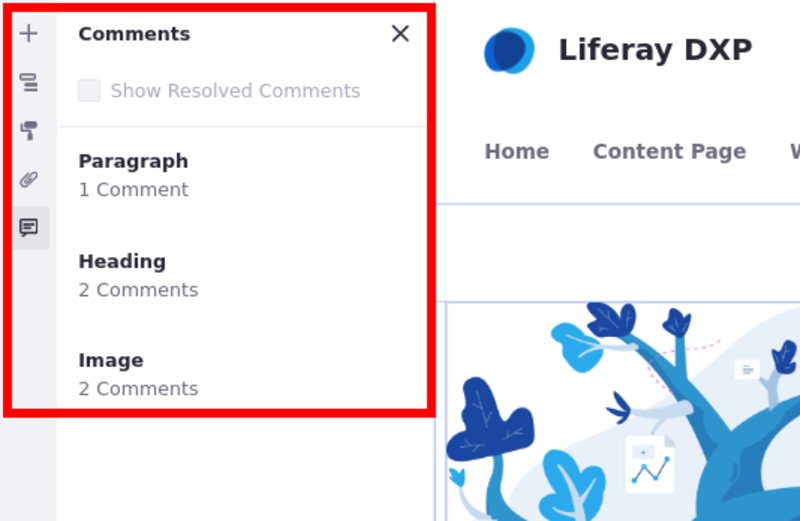 Comments
Show Resolved Comments
Paragraph
1 Comment
Heading
2 Comments
Image
2 Comments
Liferay DXP
Home Content Page